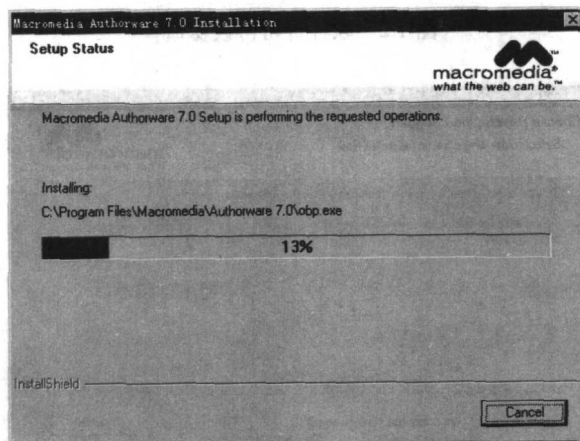 Macromedia Authorware 7.0 Installation
Setup Status
macromedia®
what the web can be.™
Macromedia Authorware 7.0 Setup is performing the requested operations.
Installing:
C:\Program Files\Macromedia\Authorware 7.0\obp.exe
13%
InstallShield
Cancel